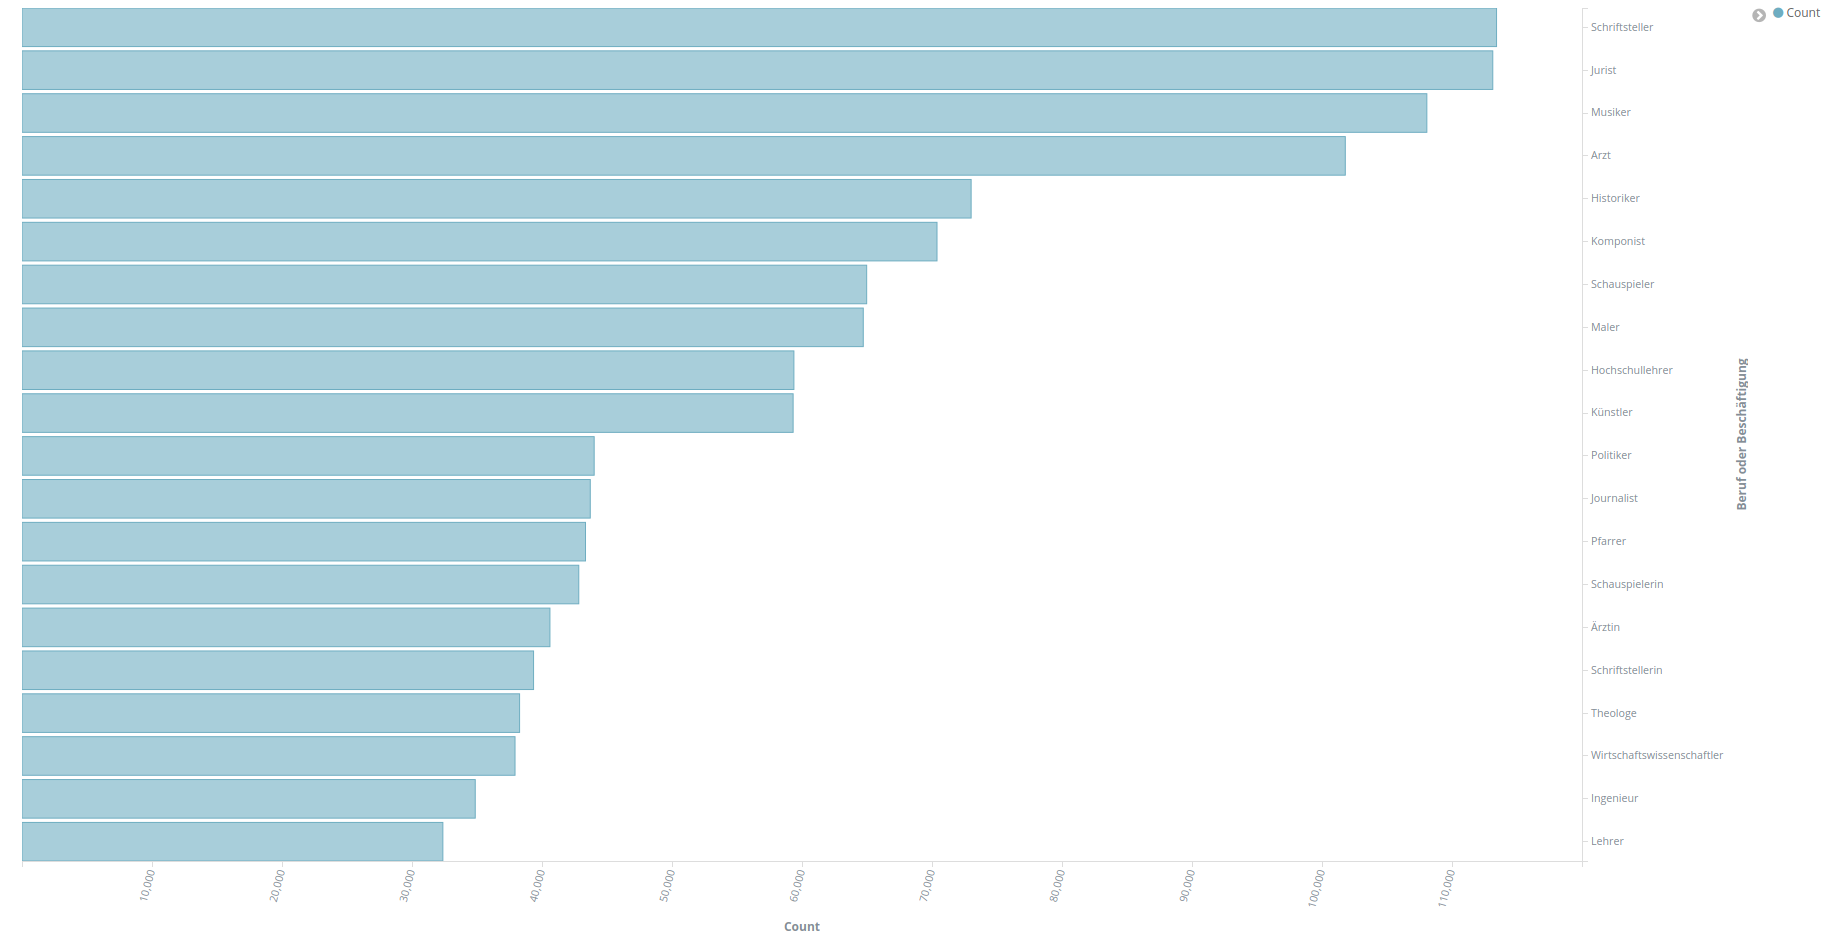 Count
Schriftsteller
Jurist
Musiker
Arzt
Historiker
Komponist
Schauspieler
Maler
Hochschullehrer
Künstler
Politiker
Journalist
Pfarrer
Schauspielerin
Ärztin
Schriftstellerin
Theologe
Wirtschaftswissenschaftler
Ingenieur
Lehrer
Beruf oder Beschäftigung
10,000
20,000
30,000
40,000
50,000
60,000
70,000
80,000
90,000
100,000
110,000
Count